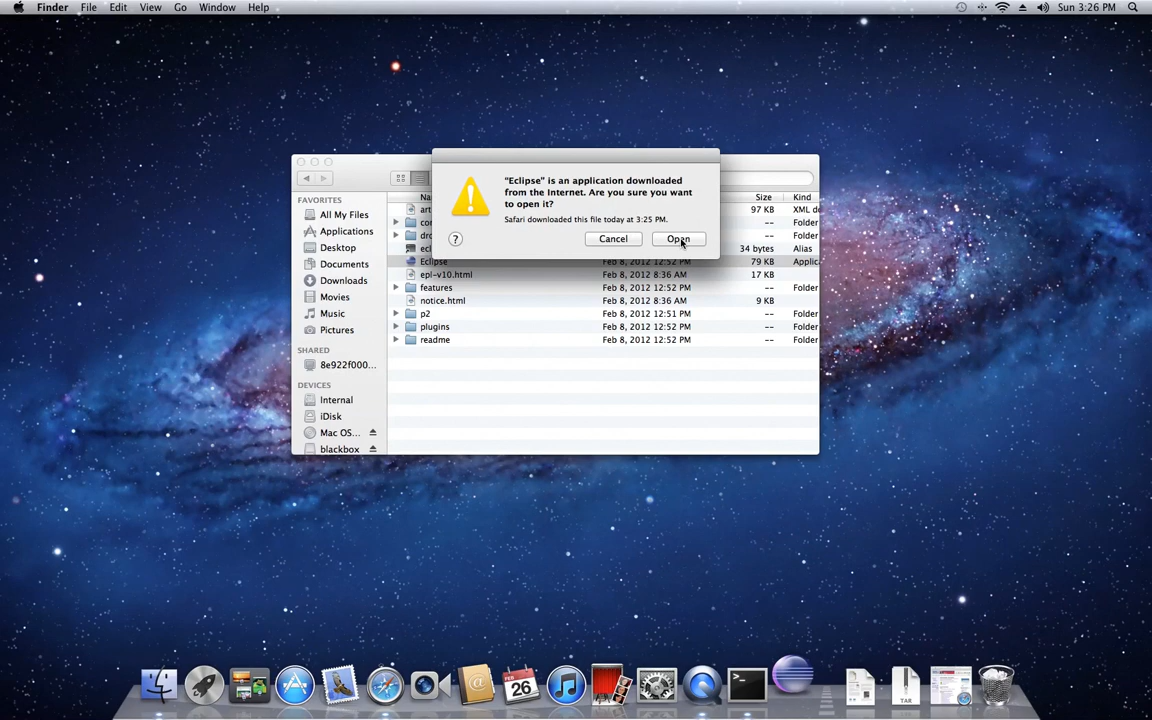 Finder File Edit View Go Window Help Sun 3:26 PM
"Eclipse" is an application downloaded
from the Internet. Are you sure you want
to open it?
Safari downloaded this file today at 3:25 PM.
? Cancel Open
FAVORITES
All My Files
Applications
Desktop
Documents
Downloads
Movies
Music
Pictures
SHARED
8e922f000...
DEVICES
Internal
iDisk
Mac OS...
blackbox
Size Kind
97 KB XML d
-- Folder
-- Folder
34 bytes Alias
Eclipse Feb 8, 2012 12:52 PM 79 KB Applic
epl-v10.html Feb 8, 2012 8:36 AM 17 KB
features Feb 8, 2012 12:52 PM -- Folder
notice.html Feb 8, 2012 8:36 AM 9 KB
p2 Feb 8, 2012 12:51 PM -- Folder
plugins Feb 8, 2012 12:52 PM -- Folder
readme Feb 8, 2012 12:52 PM -- Folder
FEB
26
TAR